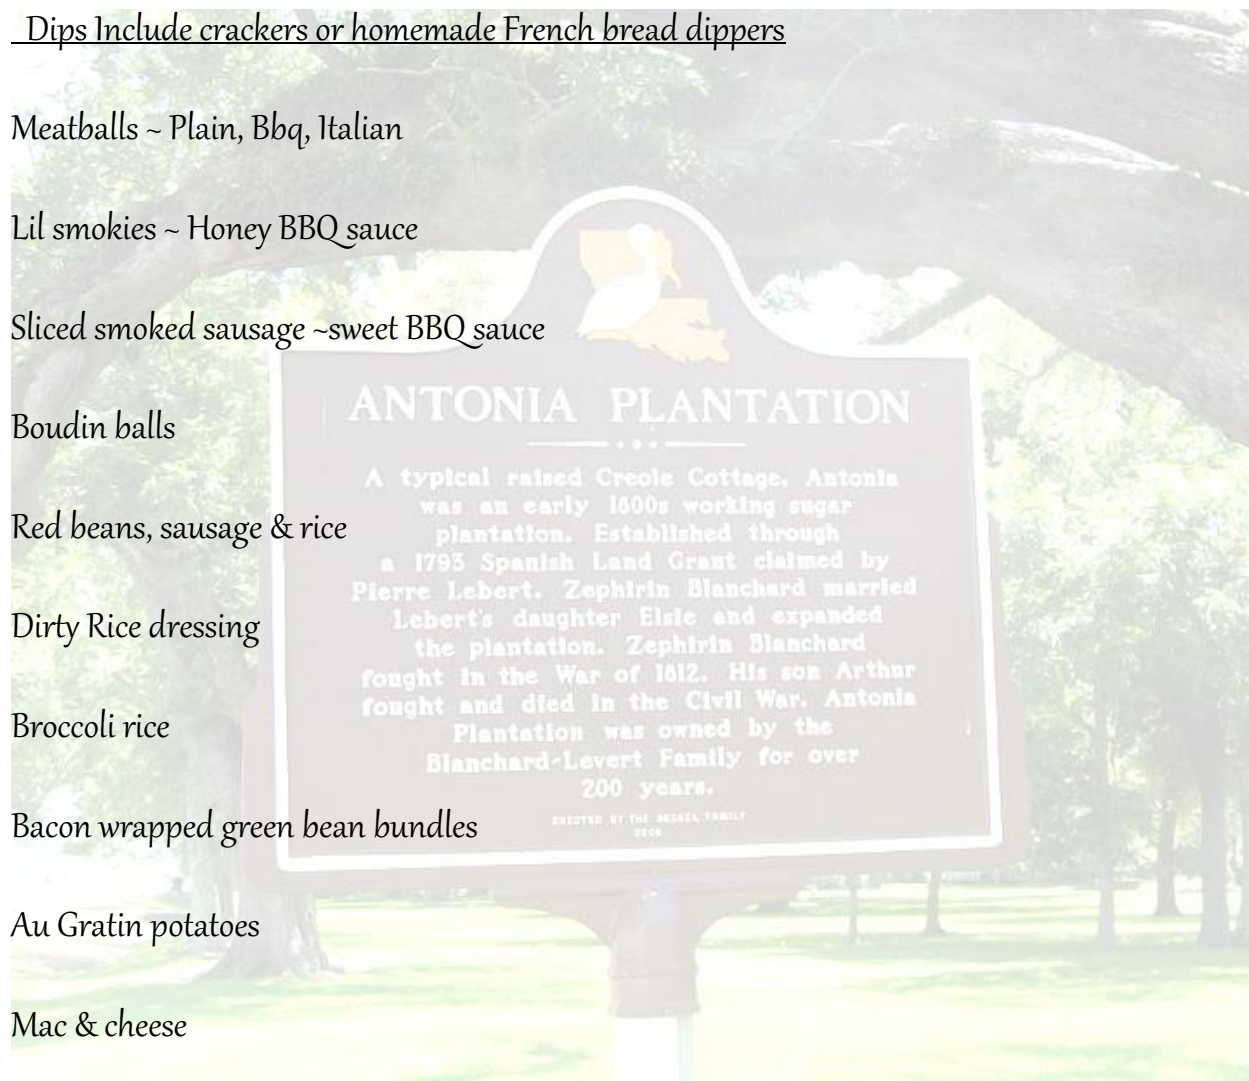 Dips Include crackers or homemade French bread dippers
Meatballs ~ Plain, Bbq, Italian
Lil smokies ~ Honey BBQ sauce
Sliced smoked sausage ~sweet BBQ sauce
Boudin balls
Red beans, sausage & rice
Dirty Rice dressing
Broccoli rice
Bacon wrapped green bean bundles
Au Gratin potatoes
Mac & cheese
ANTONIA PLANTATION
A typical raised Creole Cottage, Antonia
was an early 1800s working sugar
plantation. Established through
a 1793 Spanish Land Grant claimed by
Pierre Lebert. Zephirin Blanchard married
Lebert's daughter Elsie and expanded
the plantation. Zephirin Blanchard
fought in the War of 1812. His son Arthur
fought and died in the Civil War. Antonia
Plantation was owned by the
Blanchard-Levert Family for over
200 years.
ERECTED BY THE FAMILY